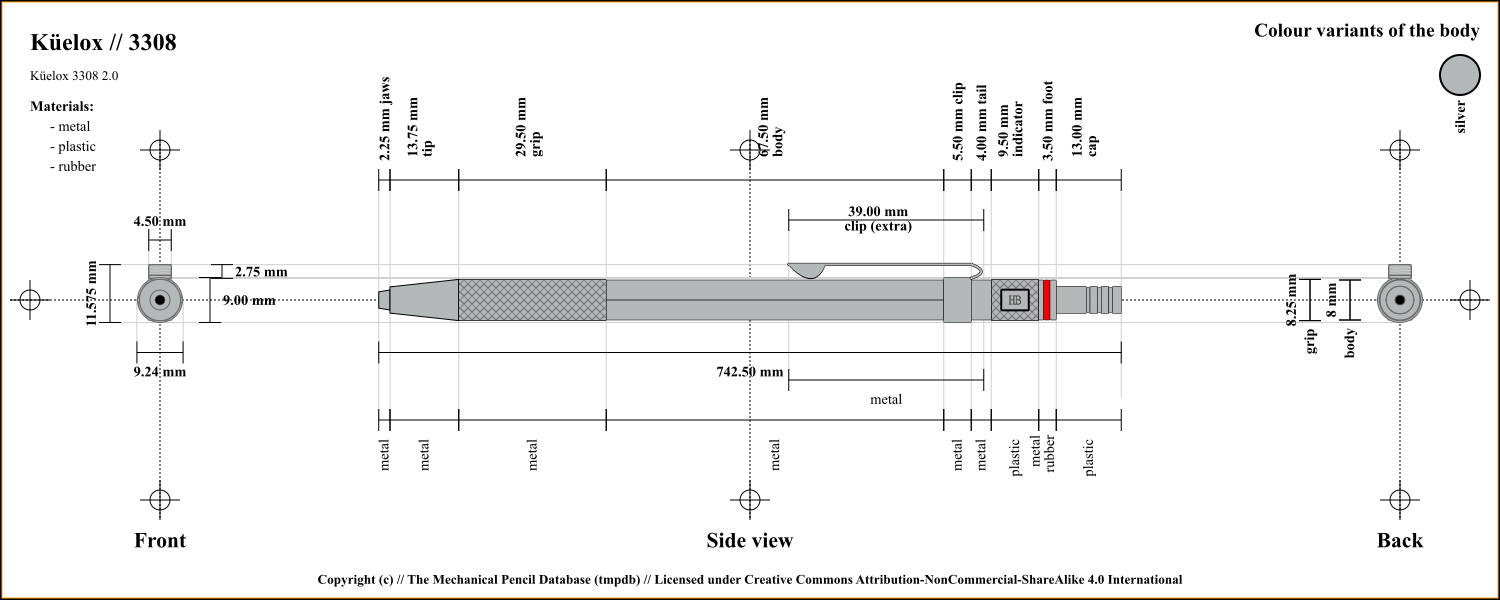 Küelox // 3308
Colour variants of the body
Küelox 3308 2.0
silver
Materials:
- metal
- plastic
- rubber
2.25 mm jaws
13.75 mm
tip
29.50 mm
grip
67.50 mm
body
5.50 mm clip
4.00 mm tail
9.50 mm
indicator
3.50 mm foot
13.00 mm
cap
39.00 mm
clip (extra)
4.50 mm
2.75 mm
11.575 mm
9.00 mm
9.24 mm
HB
8.25 mm
grip
8 mm
body
742.50 mm
metal
metal
metal
metal
metal
metal
metal
plastic
metal
rubber
plastic
Front
Side view
Back
Copyright (c) // The Mechanical Pencil Database (tmpdb) // Licensed under Creative Commons Attribution-NonCommercial-ShareAlike 4.0 International